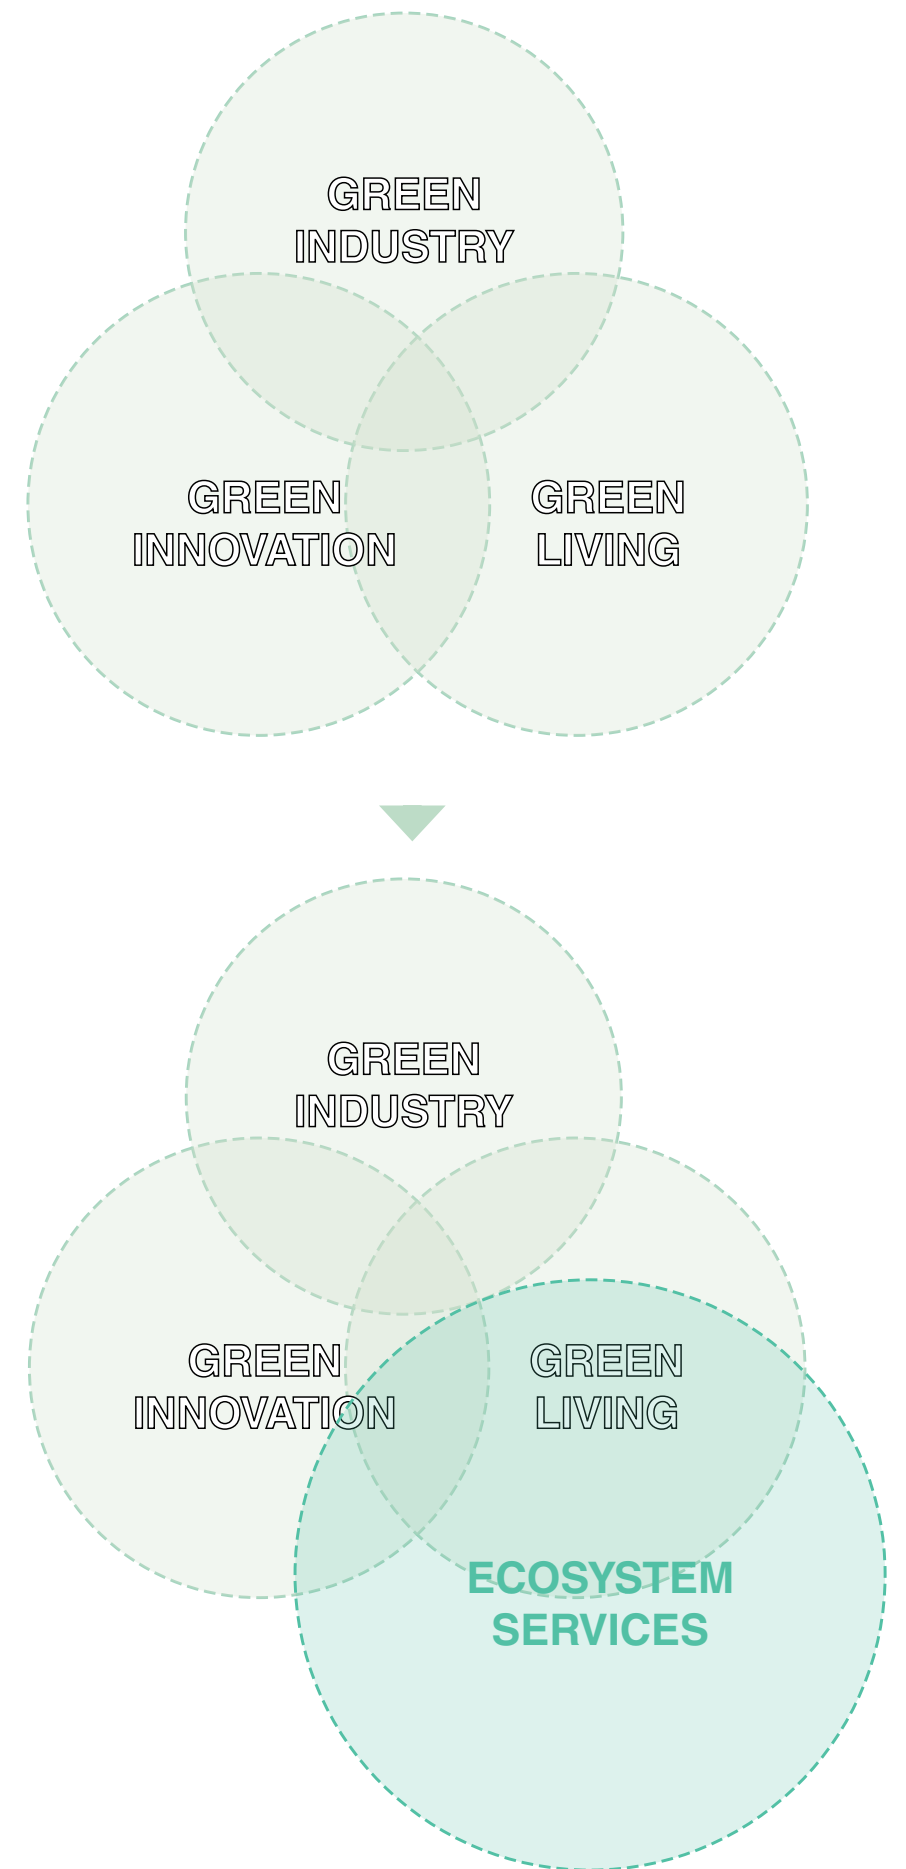 GREEN
INDUSTRY
GREEN
INNOVATION
GREEN
LIVING
GREEN
INDUSTRY
GREEN
INNOVATION
GREEN
LIVING
ECOSYSTEM
SERVICES